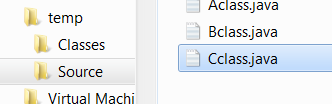 temp
Classes
Source
Virtual Machi
Aclass.java
Bclass.java
Cclass.java